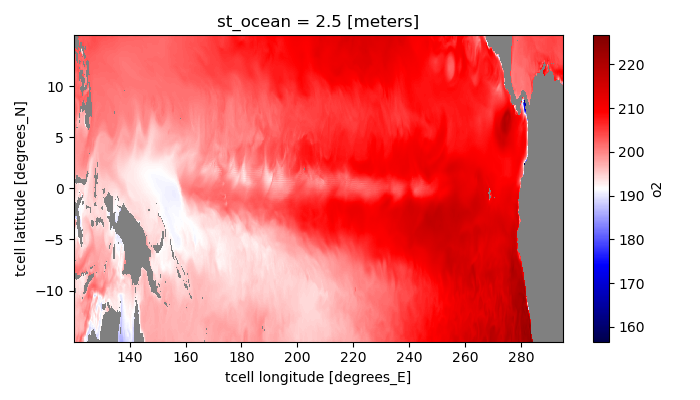 st_ocean = 2.5 [meters]
10
5
0
−5
−10
tcell latitude [degrees_N]
140 160 180 200 220 240 260 280
tcell longitude [degrees_E]
220
210
200
190
180
170
160
o2